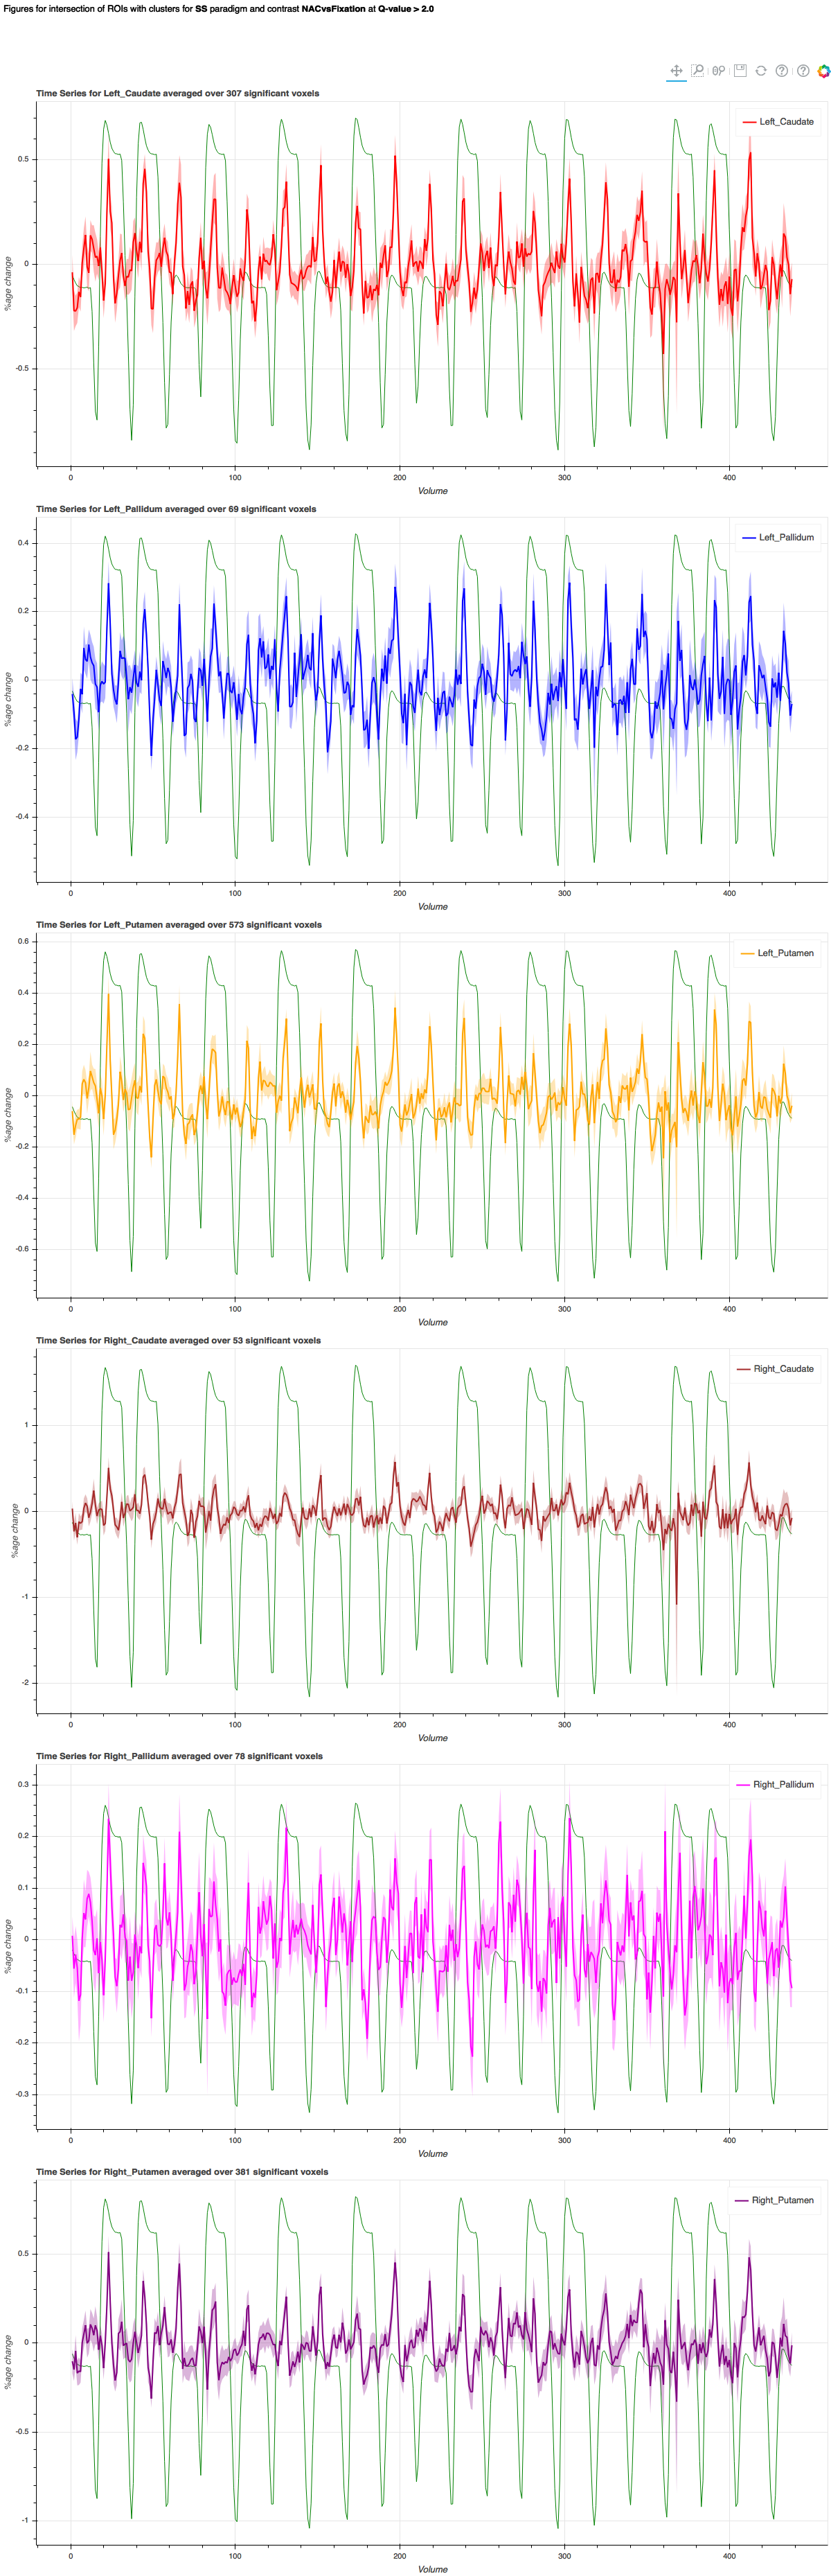 Figures for intersection of ROIs with clusters for SS paradigm and contrast NACvsFixation at Q-value > 2.0
Time Series for Left_Caudate averaged over 307 significant voxels
Left_Caudate
%age change
0.5
0
-0.5
0 100 200 300 400
Volume
Time Series for Left_Pallidum averaged over 69 significant voxels
Left_Pallidum
%age change
0.4
0.2
0
-0.2
-0.4
0 100 200 300 400
Volume
Time Series for Left_Putamen averaged over 573 significant voxels
Left_Putamen
%age change
0.6
0.4
0.2
0
-0.2
-0.4
-0.6
0 100 200 300 400
Volume
Time Series for Right_Caudate averaged over 53 significant voxels
Right_Caudate
%age change
1
0
-1
-2
0 100 200 300 400
Volume
Time Series for Right_Pallidum averaged over 78 significant voxels
Right_Pallidum
%age change
0.3
0.2
0.1
0
-0.1
-0.2
-0.3
0 100 200 300 400
Volume
Time Series for Right_Putamen averaged over 381 significant voxels
Right_Putamen
%age change
0.5
0
-0.5
-1
0 100 200 300 400
Volume